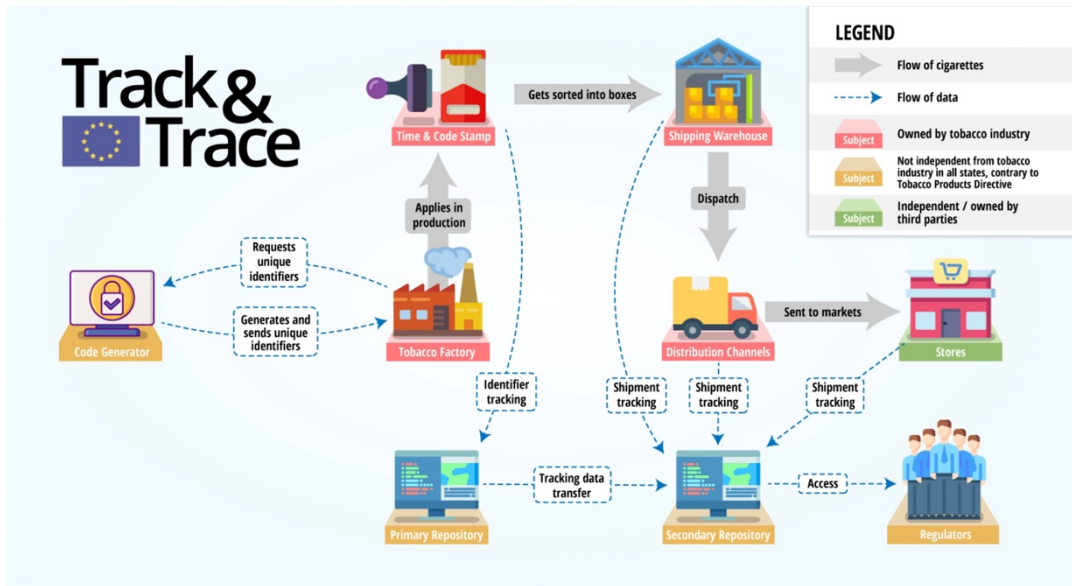 Track &
Trace
LEGEND
Flow of cigarettes
Flow of data
Subject
Owned by tobacco industry
Subject
Not independent from tobacco
industry in all states, contrary to
Tobacco Products Directive
Subject
Independent / owned by
third parties
Time & Code Stamp
Gets sorted into boxes
Shipping Warehouse
Applies in
production
Dispatch
Requests
unique
identifiers
Generates and
sends unique
identifiers
Code Generator
Tobacco Factory
Distribution Channels
Sent to markets
Stores
Identifier
tracking
Shipment
tracking
Shipment
tracking
Shipment
tracking
Primary Repository
Tracking data
transfer
Secondary Repository
Access
Regulators